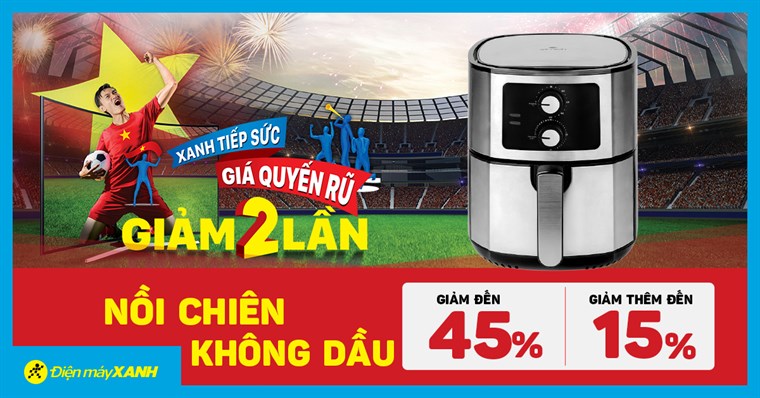 XANH TIẾP SỨC
GIÁ QUYẾN RŨ
GIẢM 2 LẦN
NỒI CHIÊN
KHÔNG DẦU
GIẢM ĐẾN
45%
GIẢM THÊM ĐẾN
15%
Điện máy XANH